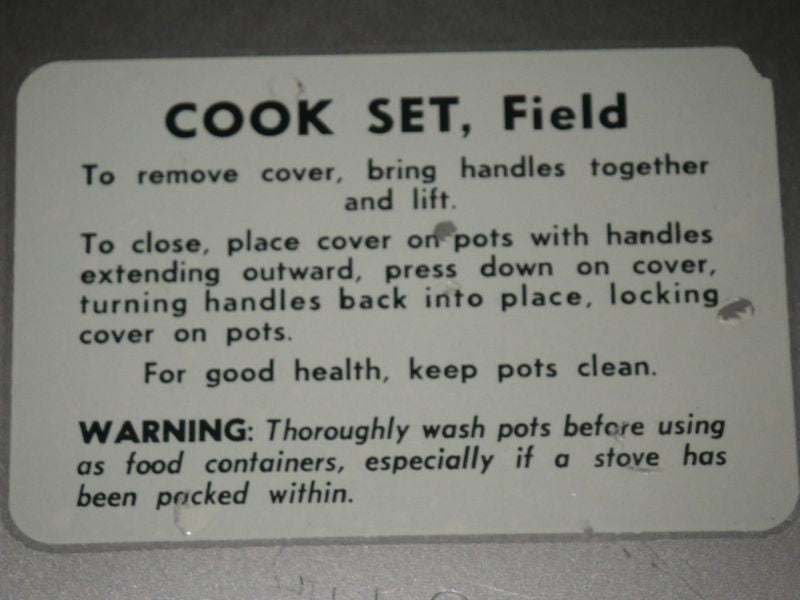 COOK SET, Field
To remove cover, bring handles together
and lift.
To close, place cover on pots with handles
extending outward, press down on cover,
turning handles back into place, locking
cover on pots.
For good health, keep pots clean.
WARNING: Thoroughly wash pots before using
as food containers, especially if a stove has
been packed within.